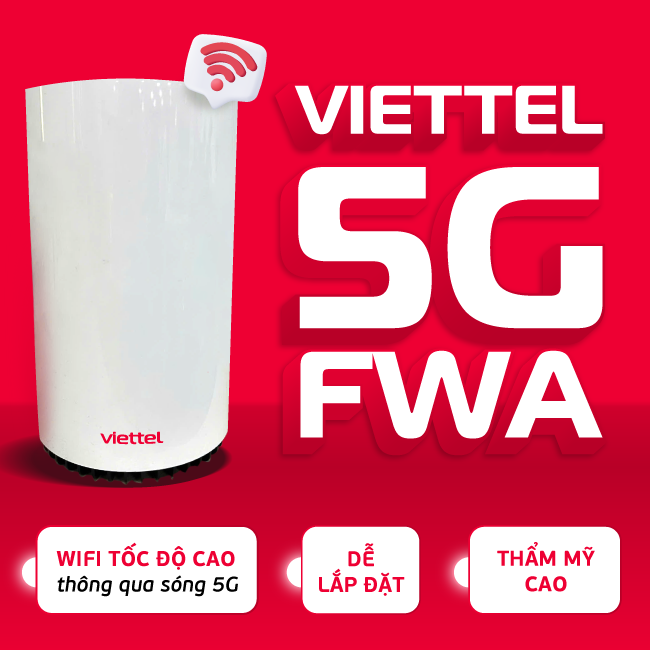 VIETTEL
5G
FWA
viettel
WIFI TỐC ĐỘ CAO
thông qua sóng 5G
DỄ
LẮP ĐẶT
THẨM MỸ
CAO